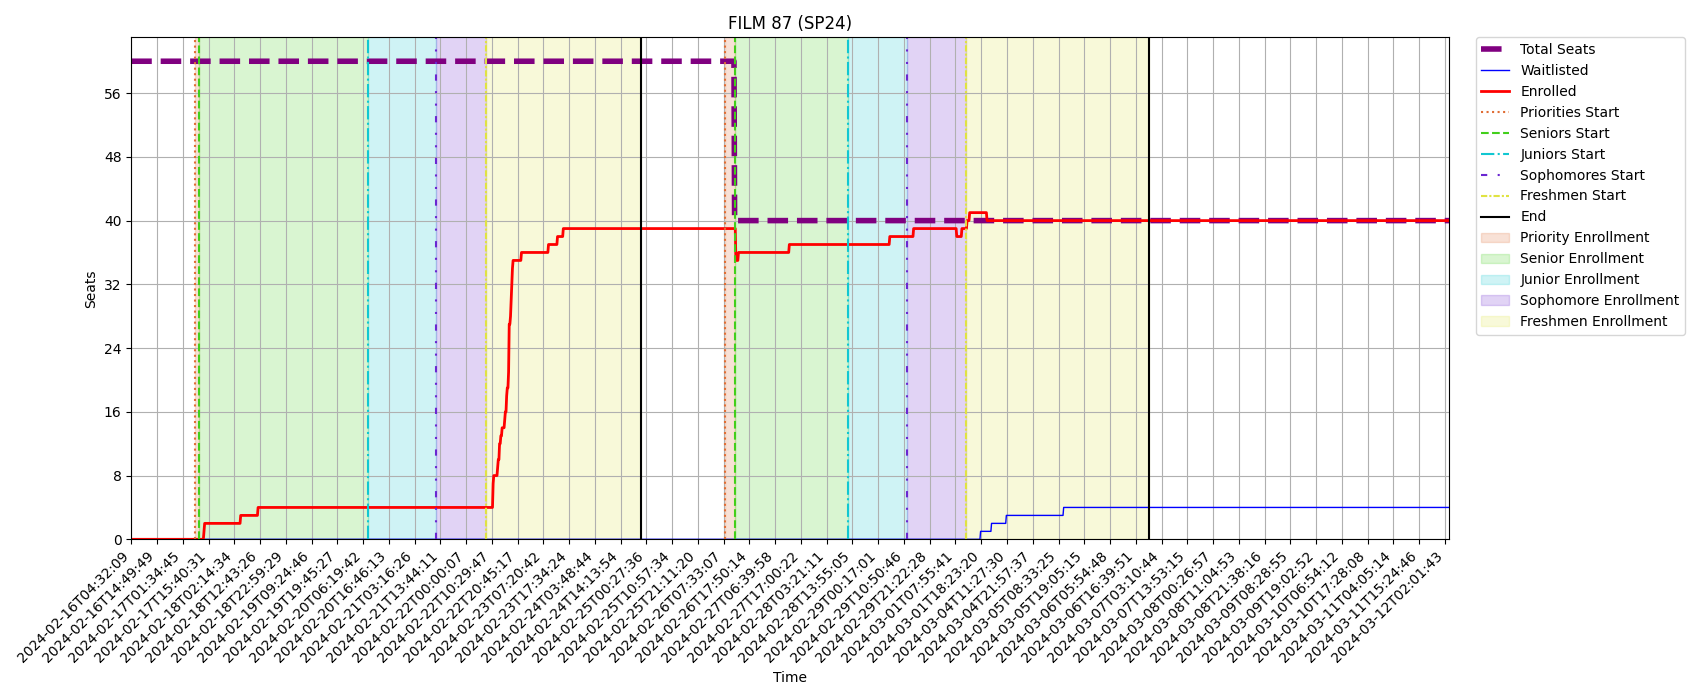 FILM 87 (SP24)
Total Seats
Waitlisted
Enrolled
Priorities Start
Seniors Start
Juniors Start
Sophomores Start
Freshmen Start
End
Priority Enrollment
Senior Enrollment
Junior Enrollment
Sophomore Enrollment
Freshmen Enrollment
Seats
56
48
40
32
24
16
8
0
2024-02-16T04:32:09
2024-02-16T14:49:49
2024-02-17T01:34:45
2024-02-17T15:40:31
2024-02-18T02:14:34
2024-02-18T12:43:26
2024-02-18T22:59:29
2024-02-19T09:24:46
2024-02-19T19:45:27
2024-02-20T06:19:42
2024-02-20T16:46:13
2024-02-21T03:16:26
2024-02-21T13:44:11
2024-02-22T00:00:07
2024-02-22T10:29:47
2024-02-22T20:45:17
2024-02-23T07:20:42
2024-02-23T17:34:24
2024-02-24T03:48:44
2024-02-24T14:13:54
2024-02-25T00:27:36
2024-02-25T10:57:34
2024-02-25T21:11:20
2024-02-26T07:33:07
2024-02-26T17:50:14
2024-02-27T06:39:58
2024-02-27T17:00:22
2024-02-28T03:21:11
2024-02-28T13:55:05
2024-02-29T00:17:01
2024-02-29T10:50:46
2024-02-29T21:22:28
2024-03-01T07:55:41
2024-03-01T18:23:20
2024-03-04T11:27:30
2024-03-04T21:57:37
2024-03-05T08:33:25
2024-03-05T19:05:15
2024-03-06T05:54:48
2024-03-06T16:39:51
2024-03-07T03:10:44
2024-03-07T13:53:15
2024-03-08T00:26:57
2024-03-08T11:04:53
2024-03-08T21:38:16
2024-03-09T08:28:55
2024-03-09T19:02:52
2024-03-10T06:54:12
2024-03-10T17:28:08
2024-03-11T04:05:14
2024-03-11T15:24:46
2024-03-12T02:01:43
Time